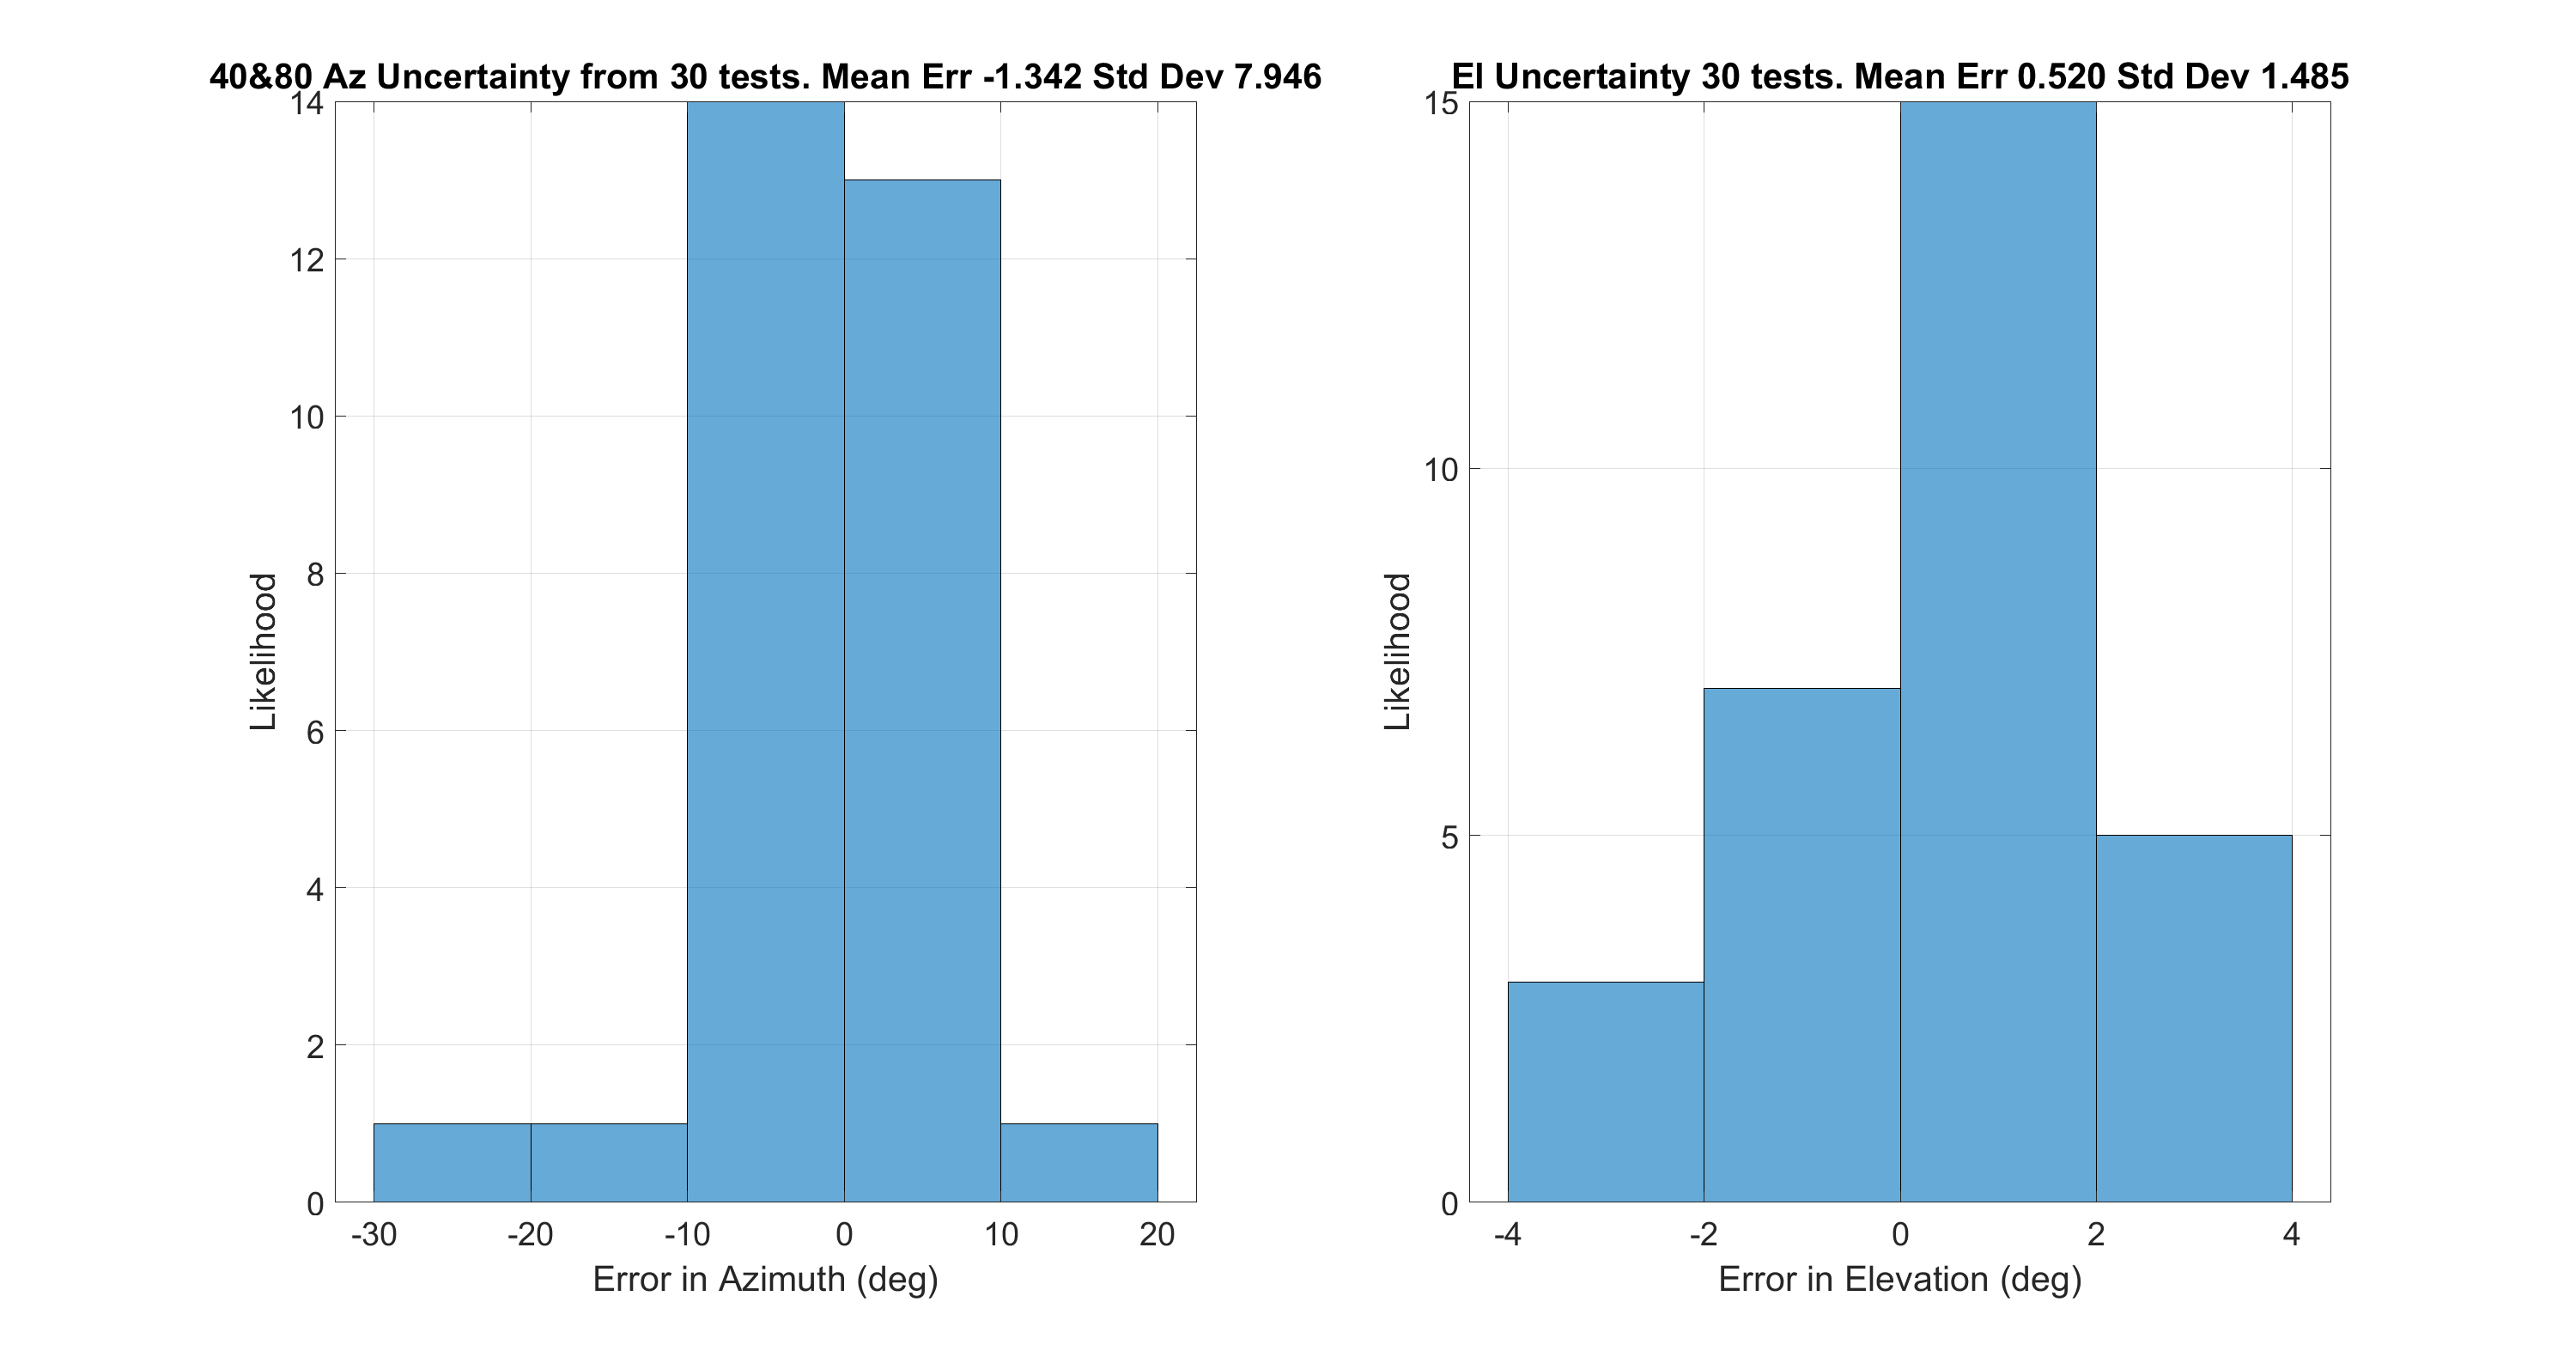 40&80 Az Uncertainty from 30 tests. Mean Err -1.342 Std Dev 7.946
14
12
10
8
6
4
2
0
Likelihood
-30 -20 -10 0 10 20
Error in Azimuth (deg)
El Uncertainty 30 tests. Mean Err 0.520 Std Dev 1.485
15
10
5
0
Likelihood
-4 -2 0 2 4
Error in Elevation (deg)